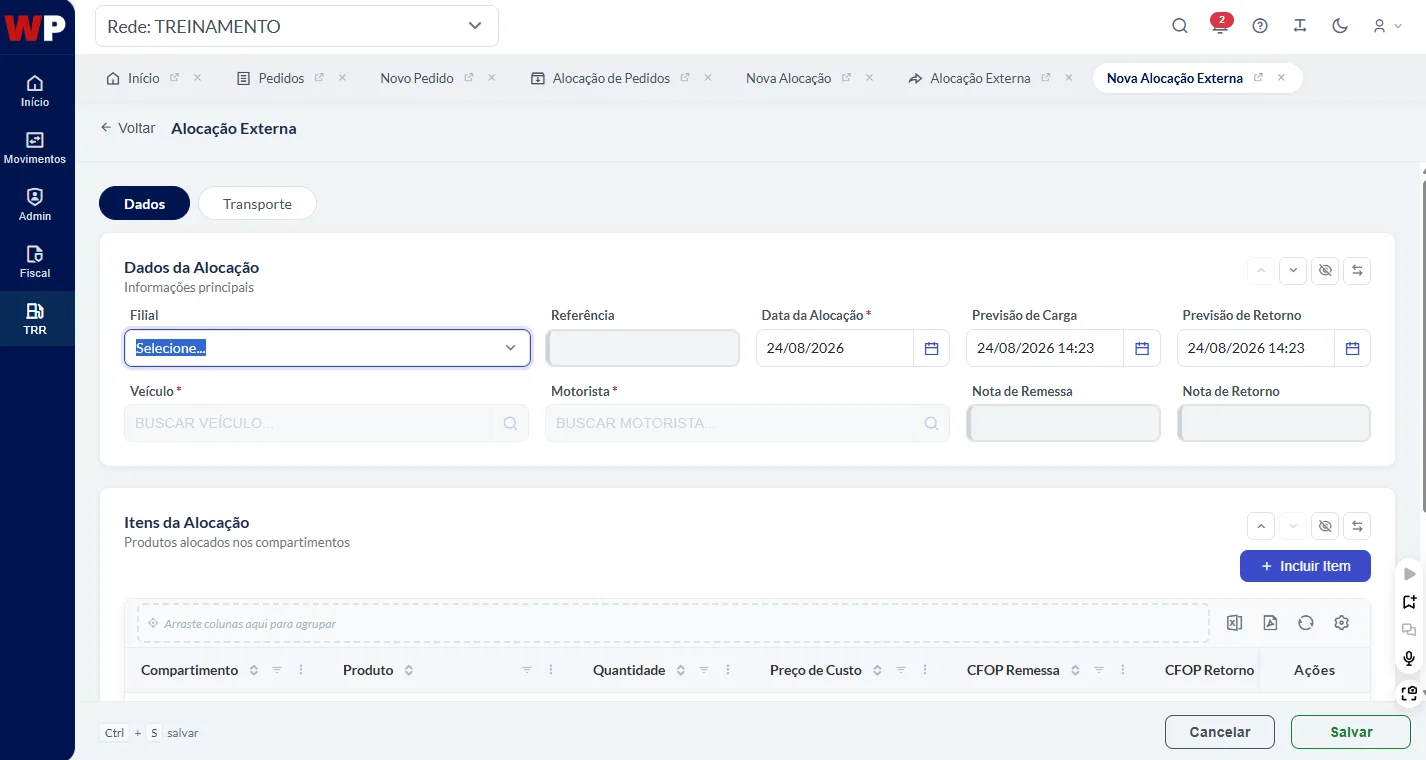 WP
Rede: TREINAMENTO
2
Início
Pedidos
Novo Pedido
Alocação de Pedidos
Nova Alocação
Alocação Externa
Nova Alocação Externa
Início
Movimentos
Admin
Fiscal
TRR
Voltar
Alocação Externa
Dados
Transporte
Dados da Alocação
Informações principais
Filial
Referência
Data da Alocação *
Previsão de Carga
Previsão de Retorno
Selecione...
24/08/2026
24/08/2026 14:23
24/08/2026 14:23
Veículo *
Motorista *
Nota de Remessa
Nota de Retorno
BUSCAR VEÍCULO...
BUSCAR MOTORISTA...
Itens da Alocação
Produtos alocados nos compartimentos
+ Incluir Item
Arraste colunas aqui para agrupar
Compartimento
Produto
Quantidade
Preço de Custo
CFOP Remessa
CFOP Retorno
Ações
Ctrl + S salvar
Cancelar
Salvar